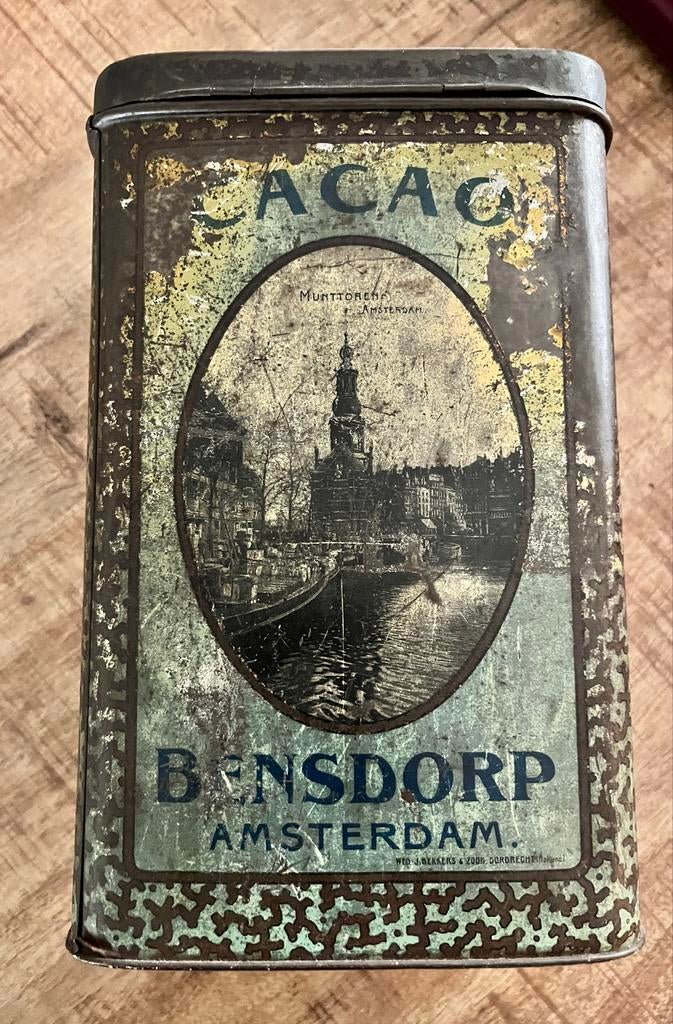 CACAO
MUNTTOREN
AMSTERDAM.
BENSDORP
AMSTERDAM.
WED. J. BEKKERS & ZOON. DORDRECHT (Holland)